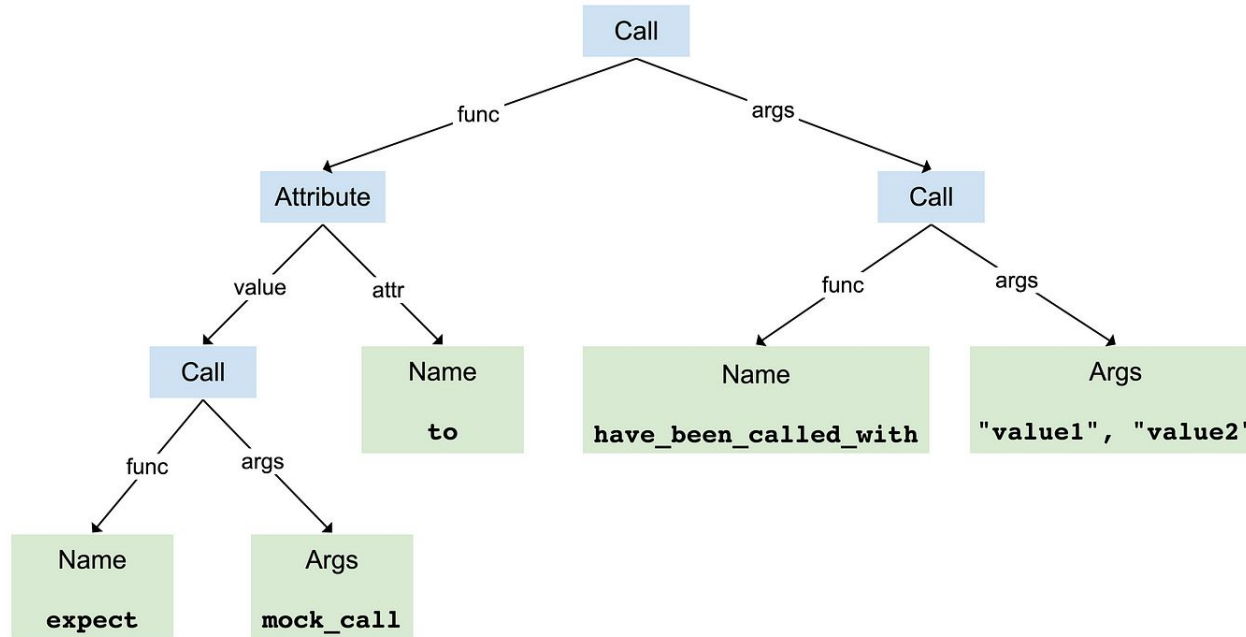 Call
func
args
Attribute
Call
value
attr
func
args
Call
Name
to
Name
have_been_called_with
Args
"value1", "value2"
func
args
Name
expect
Args
mock_call